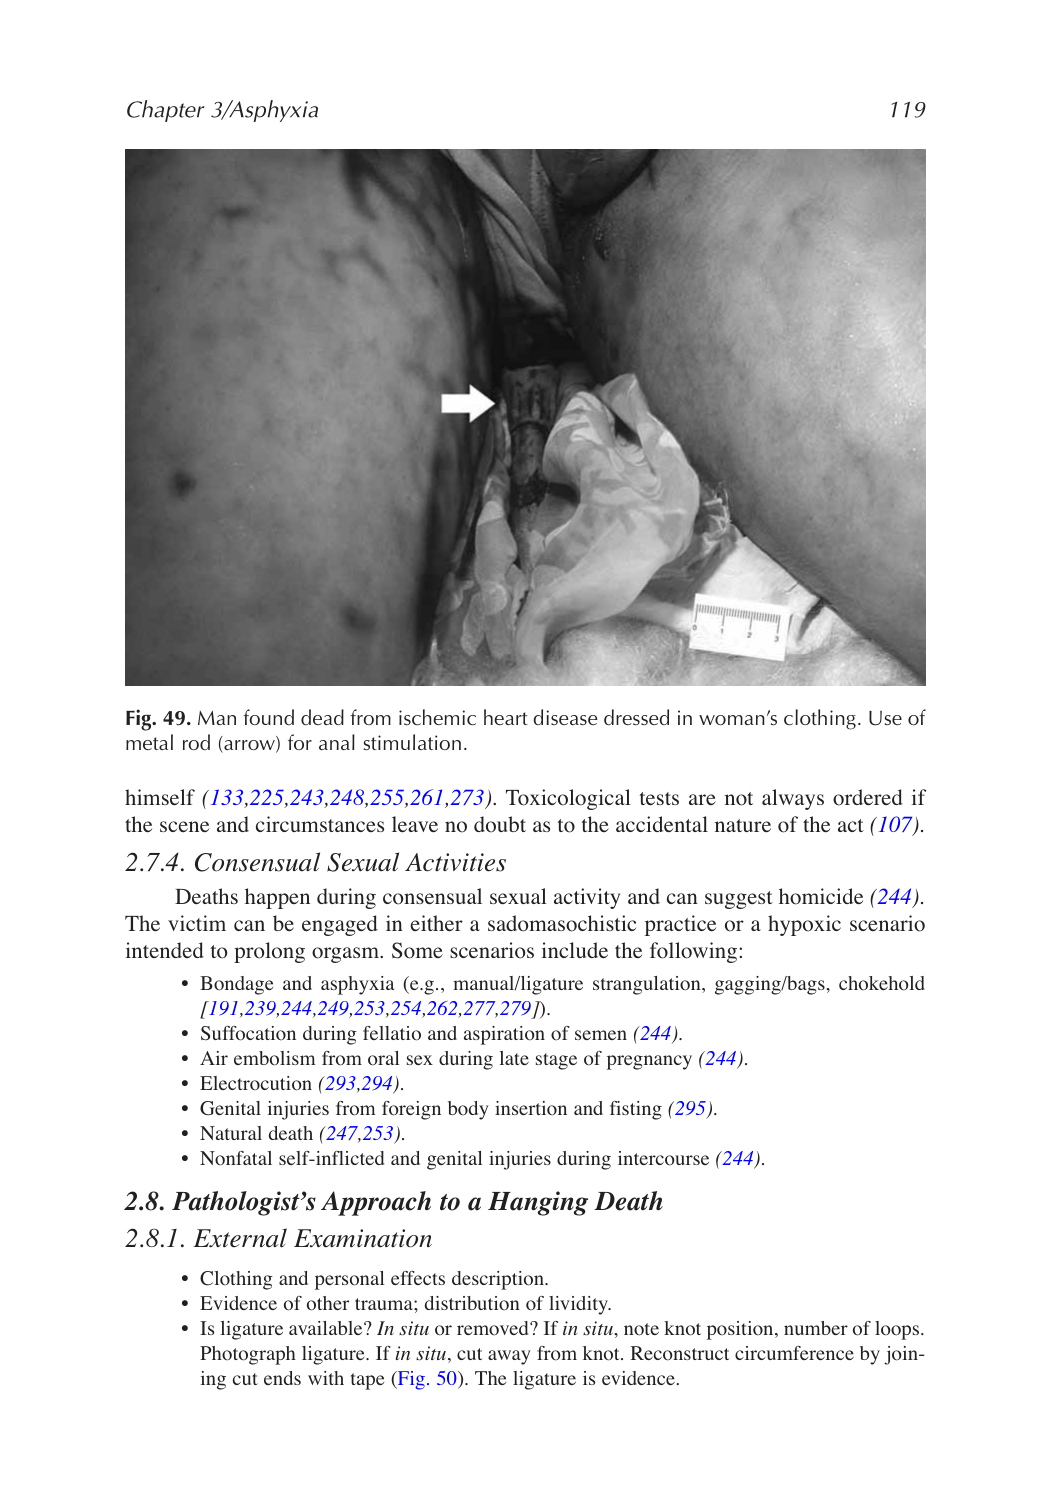 Chapter 3/Asphyxia 119
0 1 2 3
Fig. 49. Man found dead from ischemic heart disease dressed in woman's clothing. Use of
metal rod (arrow) for anal stimulation.
himself (133,225,243,248,255,261,273). Toxicological tests are not always ordered if
the scene and circumstances leave no doubt as to the accidental nature of the act (107).
2.7.4. Consensual Sexual Activities
Deaths happen during consensual sexual activity and can suggest homicide (244).
The victim can be engaged in either a sadomasochistic practice or a hypoxic scenario
intended to prolong orgasm. Some scenarios include the following:
• Bondage and asphyxia (e.g., manual/ligature strangulation, gagging/bags, chokehold
[191,239,244,249,253,254,262,277,279]).
• Suffocation during fellatio and aspiration of semen (244).
• Air embolism from oral sex during late stage of pregnancy (244).
• Electrocution (293,294).
• Genital injuries from foreign body insertion and fisting (295).
• Natural death (247,253).
• Nonfatal self-inflicted and genital injuries during intercourse (244).
2.8. Pathologist's Approach to a Hanging Death
2.8.1. External Examination
• Clothing and personal effects description.
• Evidence of other trauma; distribution of lividity.
• Is ligature available? In situ or removed? If in situ, note knot position, number of loops.
Photograph ligature. If in situ, cut away from knot. Reconstruct circumference by join-
ing cut ends with tape (Fig. 50). The ligature is evidence.